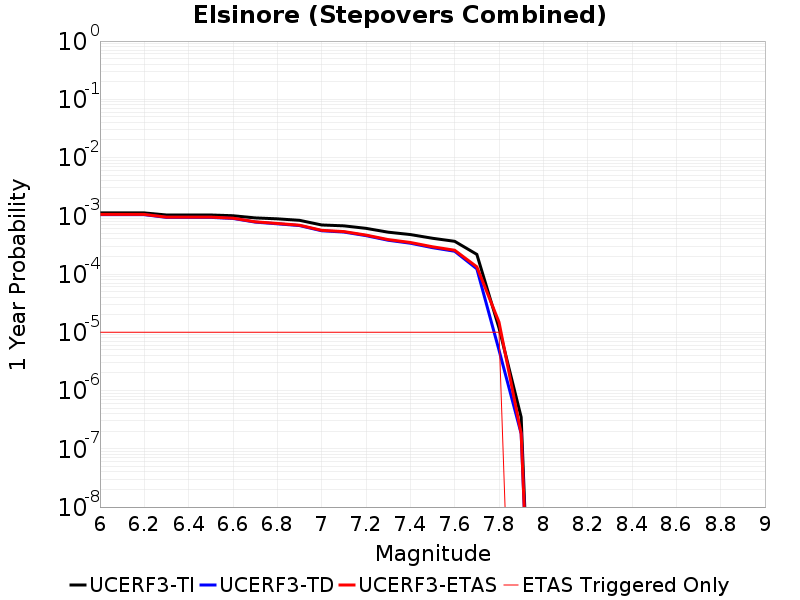 Elsinore (Stepovers Combined)
1 Year Probability
10^0
10^-1
10^-2
10^-3
10^-4
10^-5
10^-6
10^-7
10^-8
6 6.2 6.4 6.6 6.8 7 7.2 7.4 7.6 7.8 8 8.2 8.4 8.6 8.8 9
Magnitude
UCERF3-TI UCERF3-TD UCERF3-ETAS ETAS Triggered Only